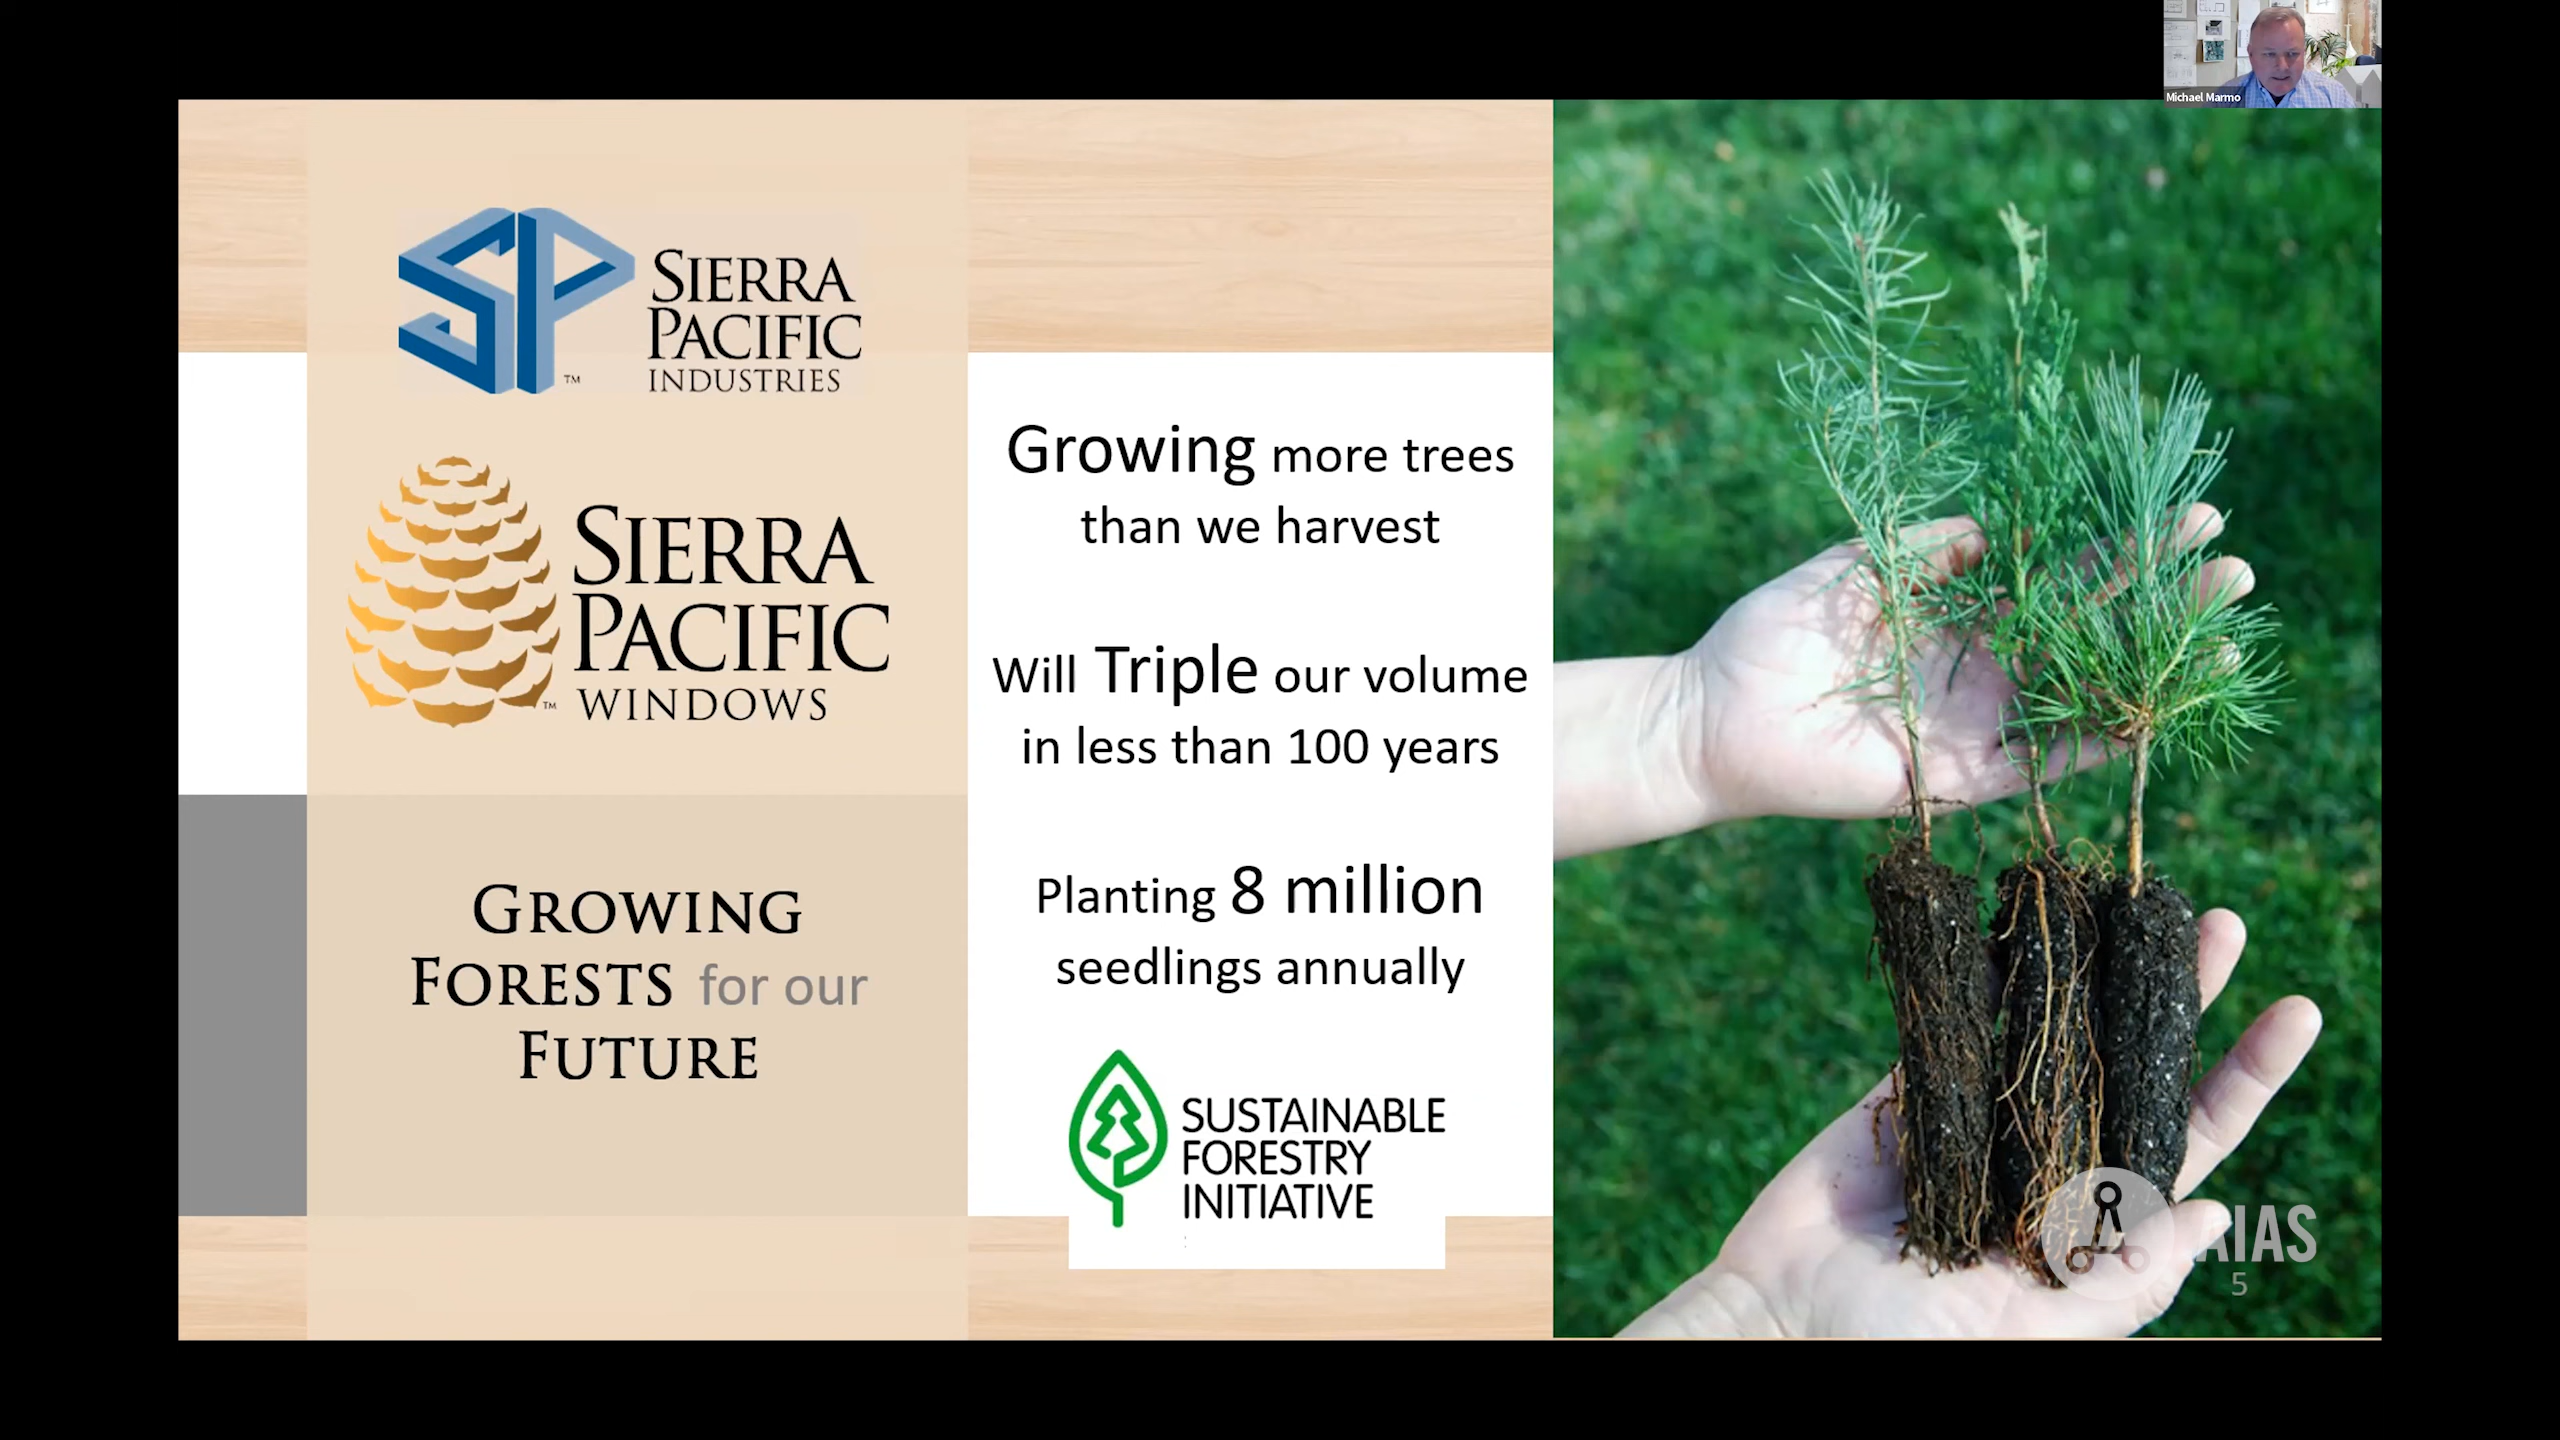 Michael Marmo
SP
TM
SIERRA
PACIFIC
INDUSTRIES
SIERRA
PACIFIC
TM
WINDOWS
GROWING
FORESTS for our
FUTURE
Growing more trees
than we harvest
Will Triple our volume
in less than 100 years
Planting 8 million
seedlings annually
SUSTAINABLE
FORESTRY
INITIATIVE
AIAS
5